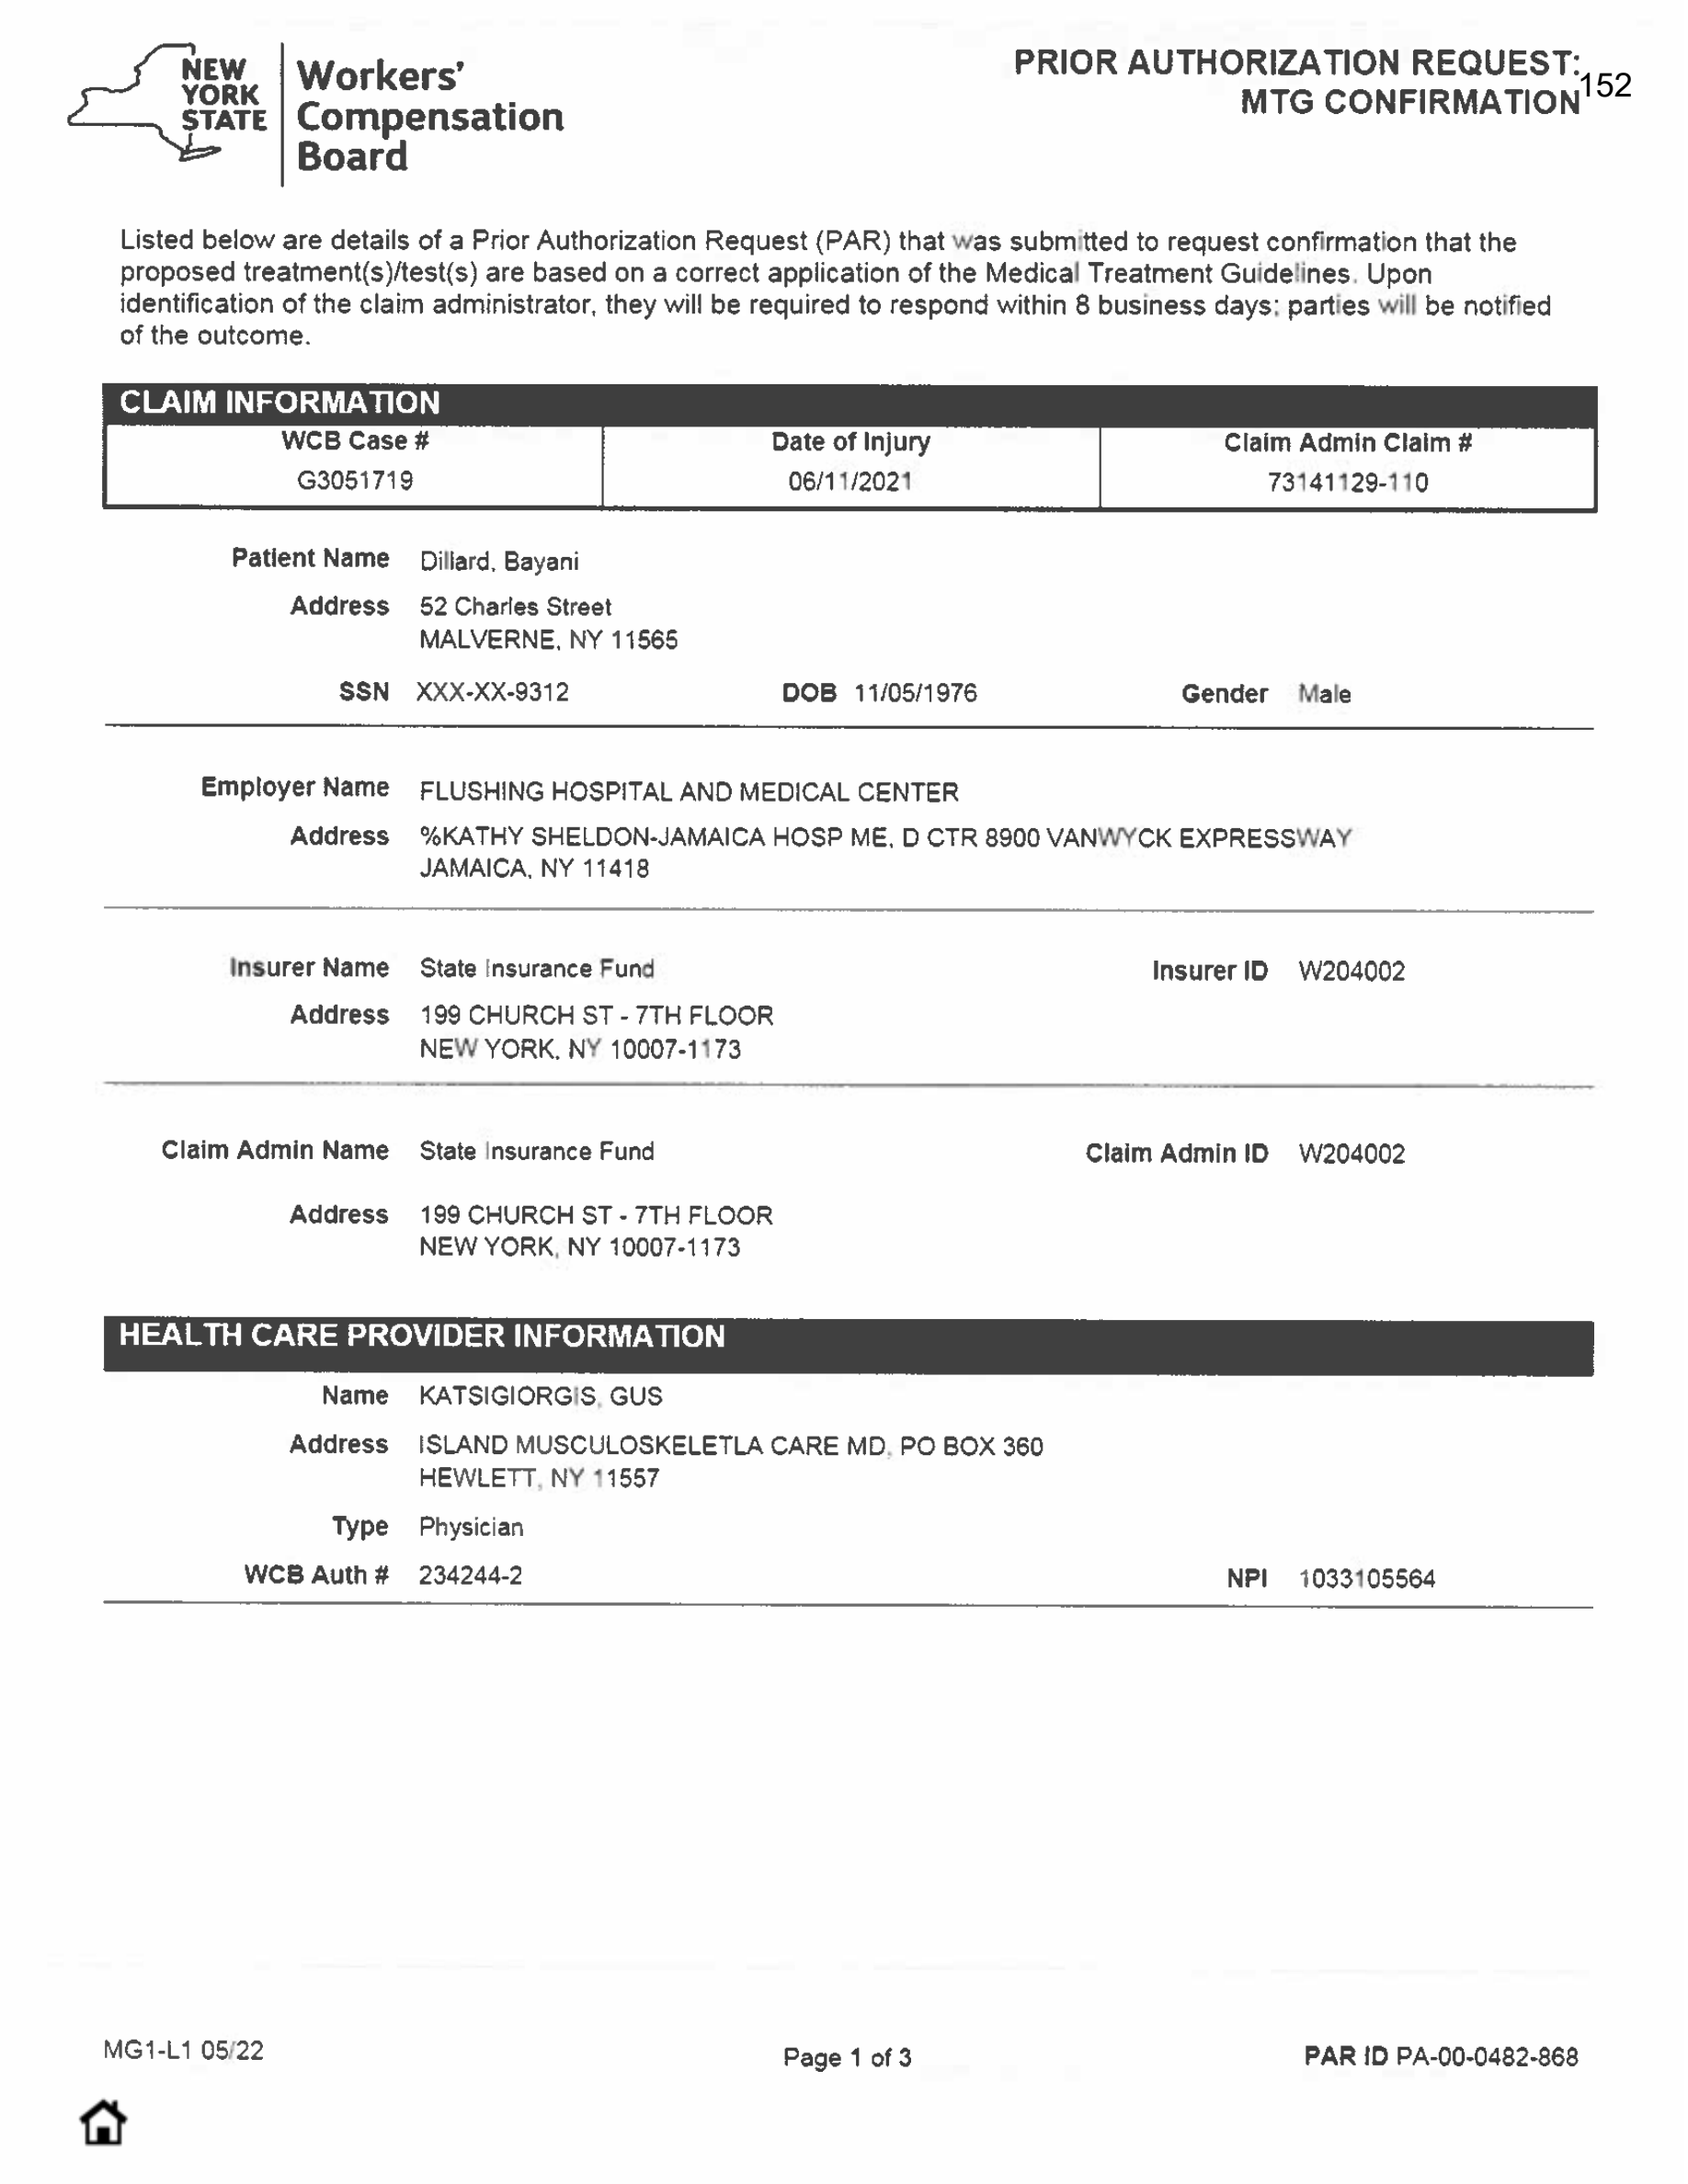 NEW
YORK
STATE
Workers'
Compensation
Board
PRIOR AUTHORIZATION REQUEST:
MTG CONFIRMATION
152
Listed below are details of a Prior Authorization Request (PAR) that was submitted to request confirmation that the
proposed treatment(s)/test(s) are based on a correct application of the Medical Treatment Guidelines. Upon
identification of the claim administrator, they will be required to respond within 8 business days; parties will be notified
of the outcome.
CLAIM INFORMATION
WCB Case # Date of Injury Claim Admin Claim #
G3051719 06/11/2021 73141129-110
Patient Name Dillard, Bayani
Address 52 Charles Street
MALVERNE, NY 11565
SSN XXX-XX-9312 DOB 11/05/1976 Gender Male
Employer Name FLUSHING HOSPITAL AND MEDICAL CENTER
Address %KATHY SHELDON-JAMAICA HOSP ME, D CTR 8900 VANWYCK EXPRESSWAY
JAMAICA, NY 11418
Insurer Name State Insurance Fund Insurer ID W204002
Address 199 CHURCH ST - 7TH FLOOR
NEW YORK, NY 10007-1173
Claim Admin Name State Insurance Fund Claim Admin ID W204002
Address 199 CHURCH ST - 7TH FLOOR
NEW YORK, NY 10007-1173
HEALTH CARE PROVIDER INFORMATION
Name KATSIGIORGIS, GUS
Address ISLAND MUSCULOSKELETLA CARE MD, PO BOX 360
HEWLETT, NY 11557
Type Physician
WCB Auth # 234244-2 NPI 1033105564
MG1-L1 05/22 Page 1 of 3 PAR ID PA-00-0482-868